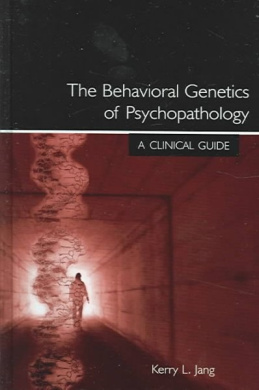 The Behavioral Genetics
of Psychopathology
A CLINICAL GUIDE
Kerry L. Jang